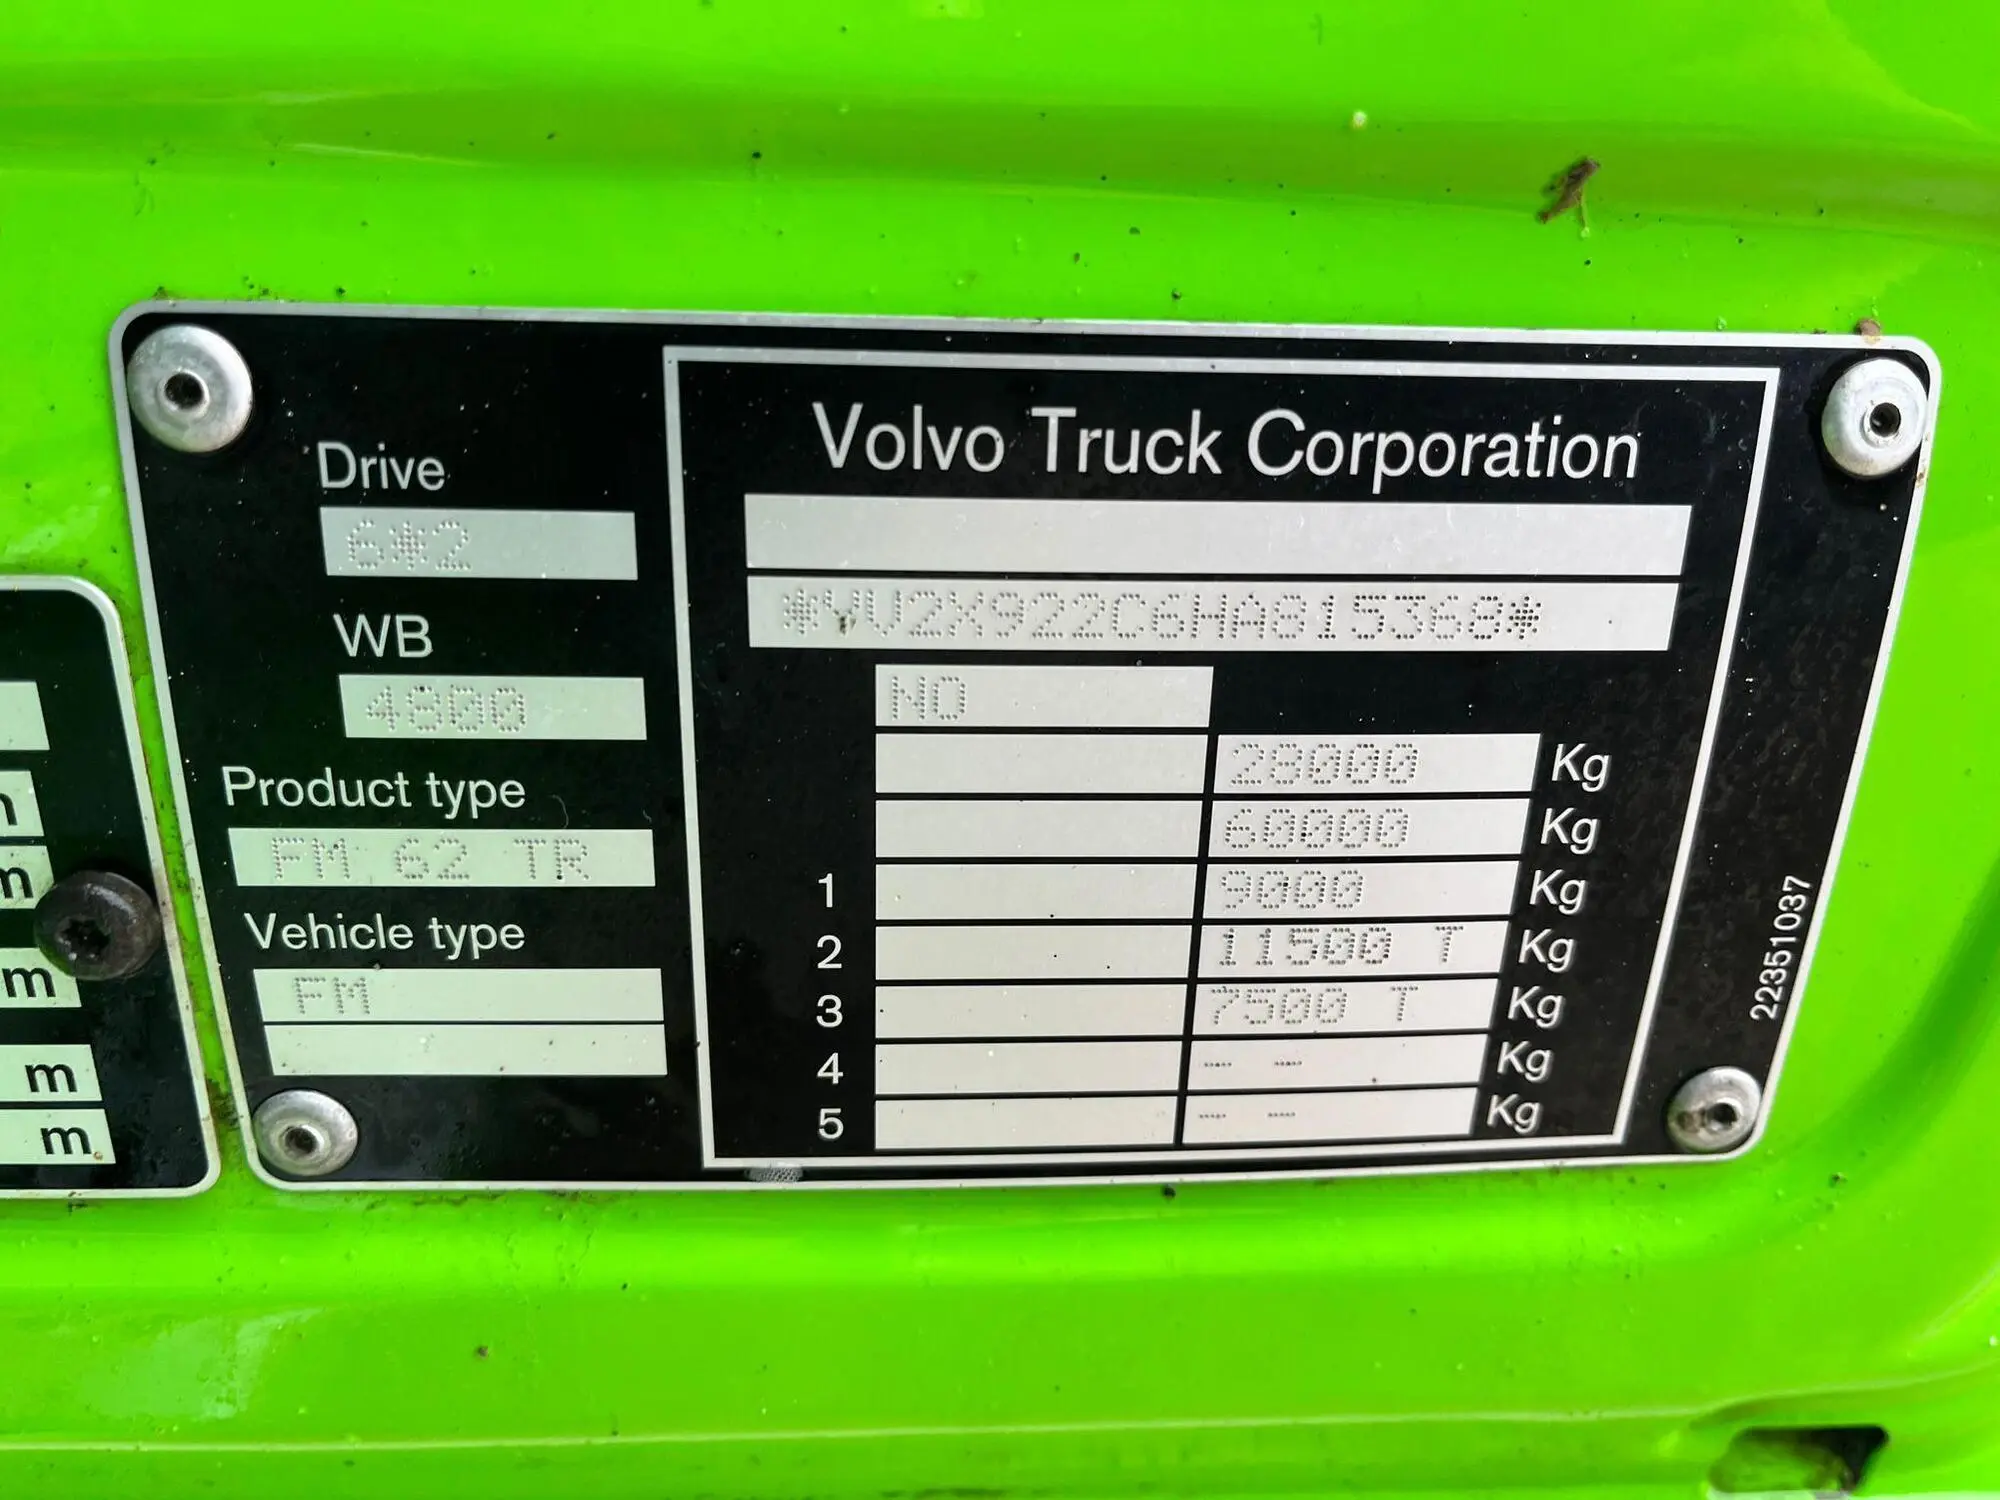 Drive
6*2
WB
4800
Product type
FM 62 TR
Vehicle type
FM
Volvo Truck Corporation
*YV2X922C6HA815368*
NO
28000 Kg
60000 Kg
1 9000 Kg
2 11500 T Kg
3 7500 T Kg
4 -- -- Kg
5 -- -- Kg
22351037
m
m
m
m